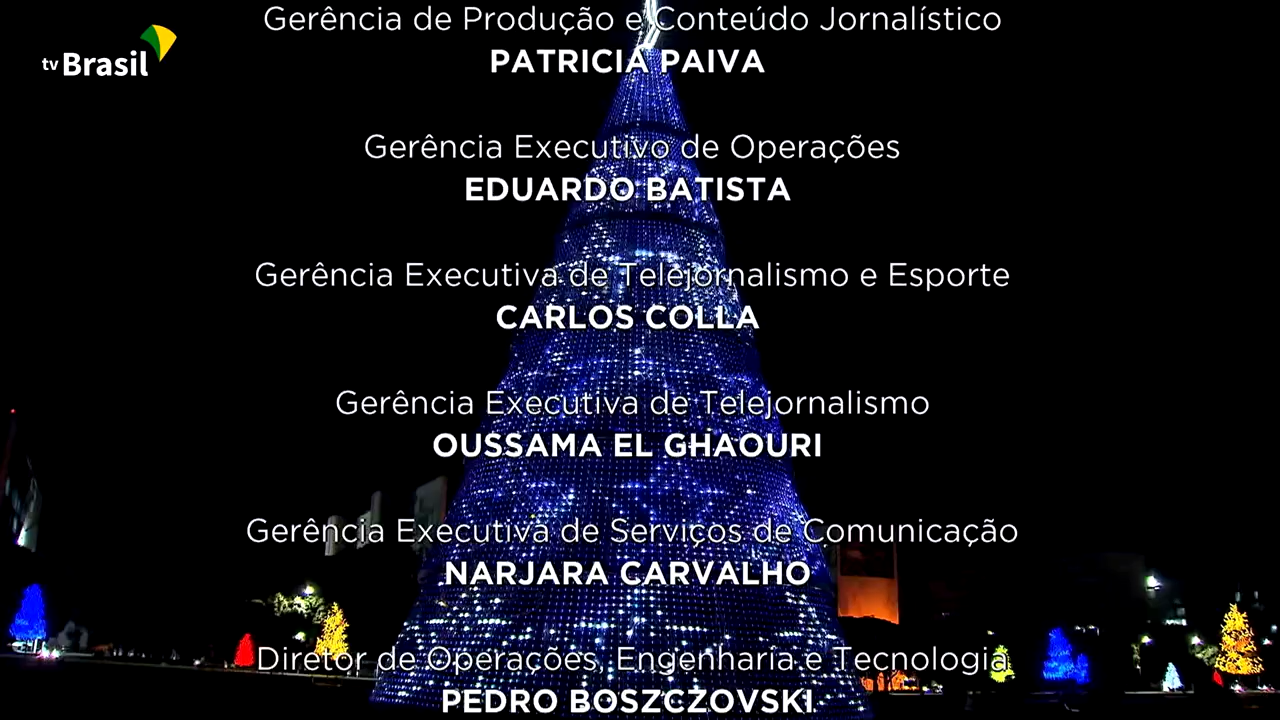 Gerência de Produção e Conteúdo Jornalístico
tv Brasil
PATRICIA PAIVA
Gerência Executivo de Operações
EDUARDO BATISTA
Gerência Executiva de Telejornalismo e Esporte
CARLOS COLLA
Gerência Executiva de Telejornalismo
OUSSAMA EL GHAOURI
Gerência Executiva de Serviços de Comunicação
NARJARA CARVALHO
Diretor de Operações, Engenharia e Tecnologia
PEDRO BOSZCZOVSKI